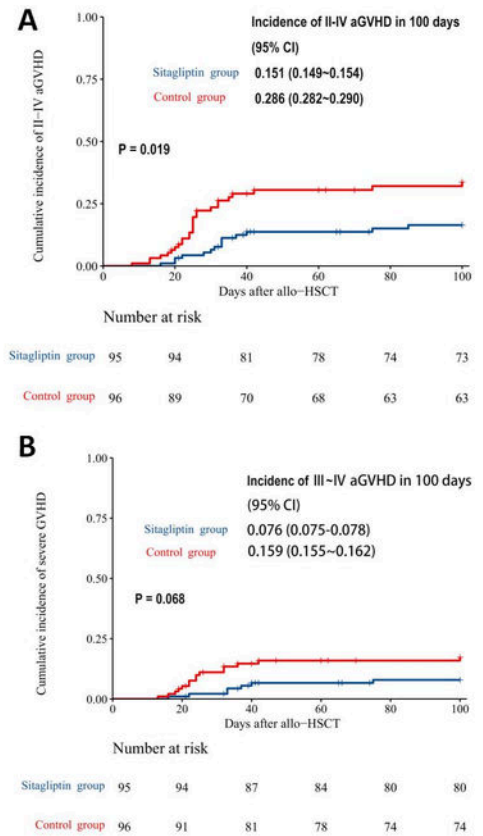 A
Incidence of II-IV aGVHD in 100 days
(95% CI)
Sitagliptin group 0.151 (0.149~0.154)
Control group 0.286 (0.282~0.290)
P = 0.019
Cumulative incidence of II−IV aGVHD
1.00
0.75
0.50
0.25
0.00
0 20 40 60 80 100
Days after allo−HSCT
Number at risk
Sitagliptin group 95 94 81 78 74 73
Control group 96 89 70 68 63 63
B
Incidenc of III~IV aGVHD in 100 days
(95% CI)
Sitagliptin group 0.076 (0.075-0.078)
Control group 0.159 (0.155~0.162)
P = 0.068
Cumulative incidence of severe GVHD
1.00
0.75
0.50
0.25
0.00
0 20 40 60 80 100
Days after allo−HSCT
Number at risk
Sitagliptin group 95 94 87 84 80 80
Control group 96 91 81 78 74 74